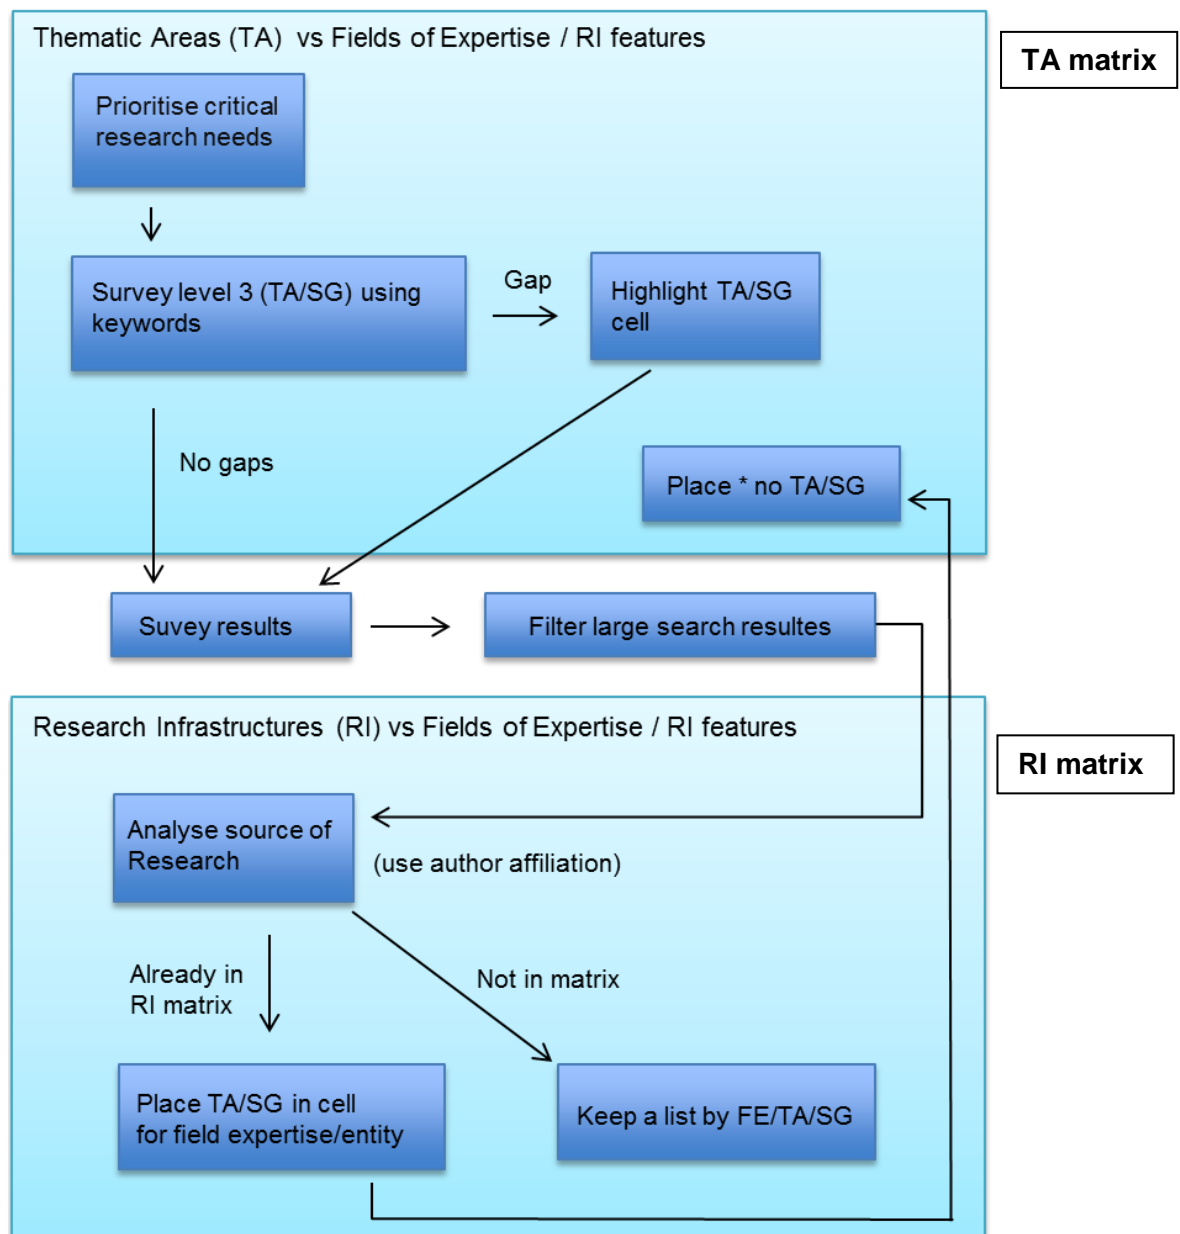 Thematic Areas (TA) vs Fields of Expertise / RI features
TA matrix
Prioritise critical
research needs
Survey level 3 (TA/SG) using
keywords
Gap
Highlight TA/SG
cell
No gaps
Place * no TA/SG
Suvey results
Filter large search resultes
Research Infrastructures (RI) vs Fields of Expertise / RI features
RI matrix
Analyse source of
Research
(use author affiliation)
Already in
RI matrix
Not in matrix
Place TA/SG in cell
for field expertise/entity
Keep a list by FE/TA/SG